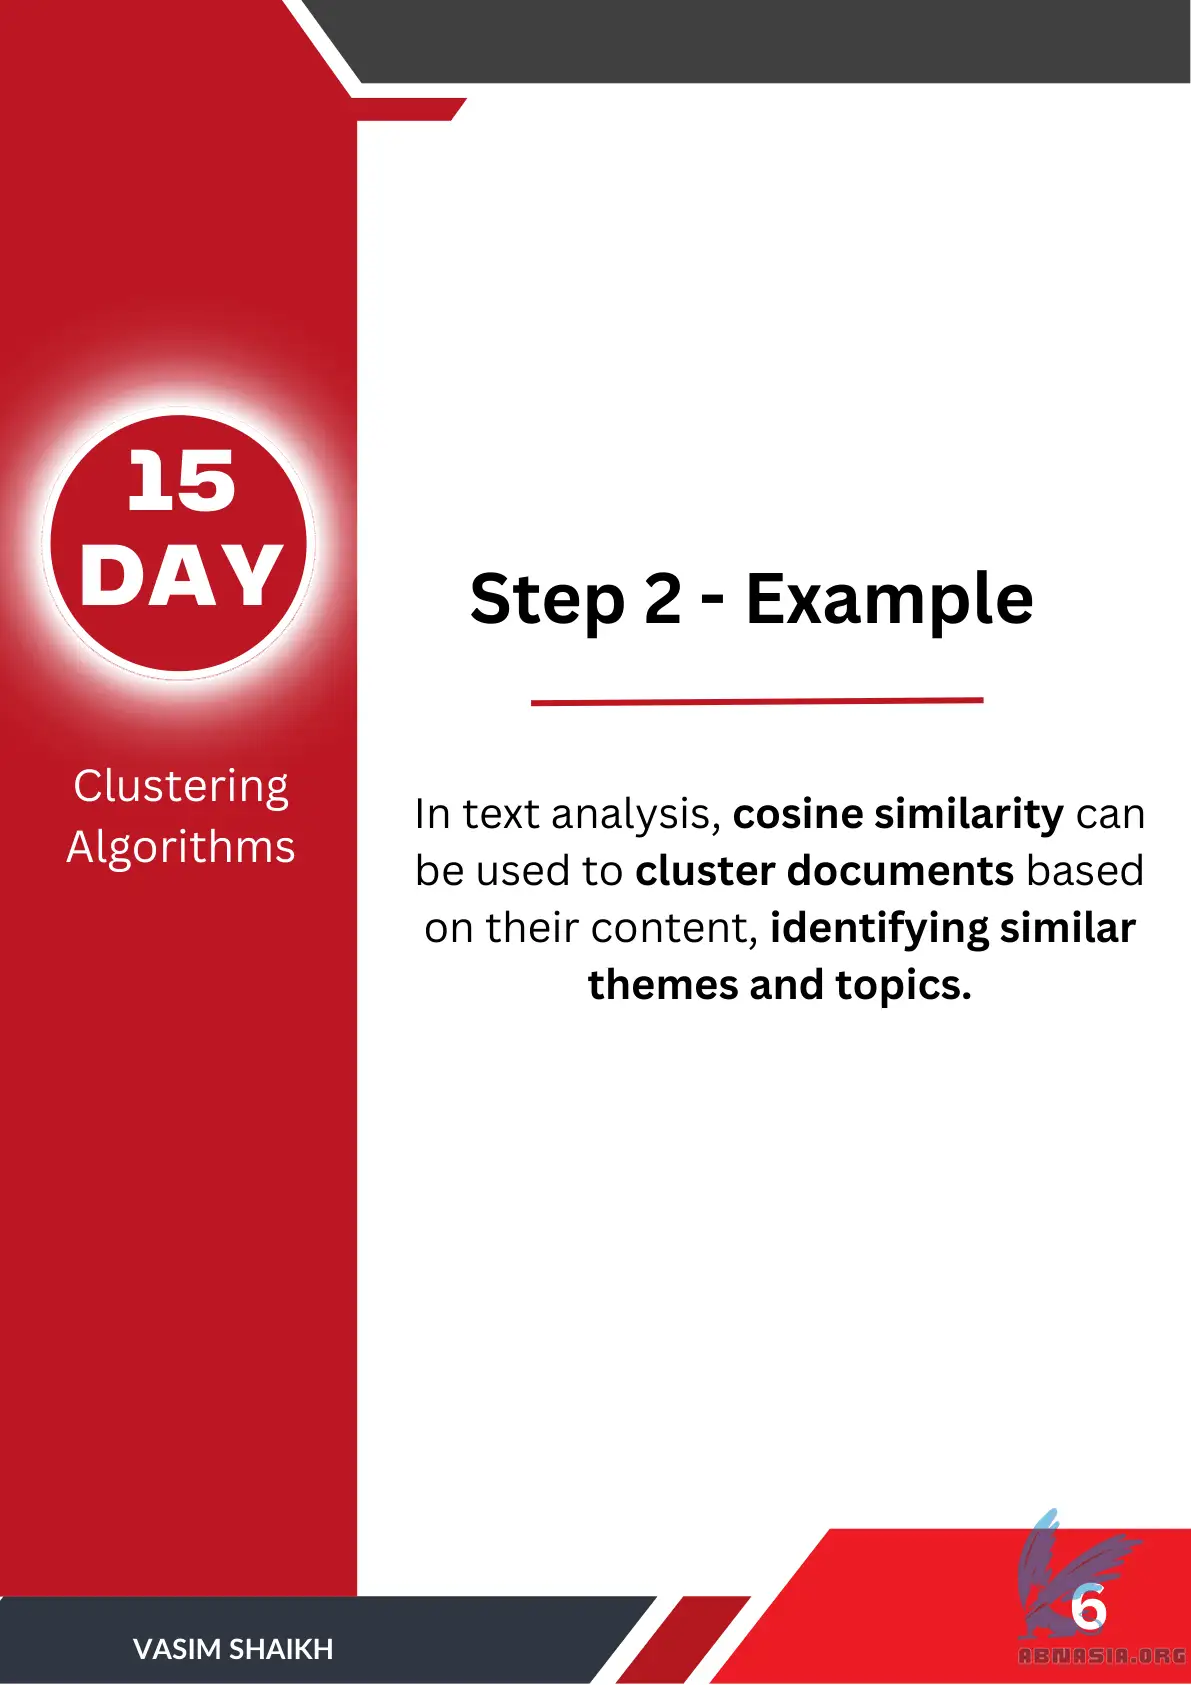 15
DAY
Clustering
Algorithms
Step 2 - Example
In text analysis, cosine similarity can
be used to cluster documents based
on their content, identifying similar
themes and topics.
VASIM SHAIKH
6
ABNASIA.ORG